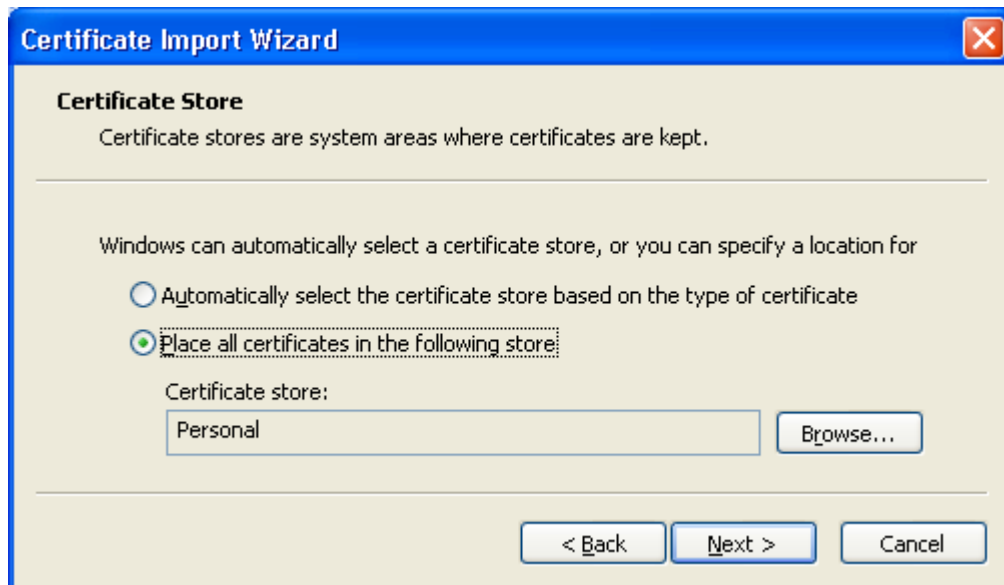 Certificate Import Wizard
Certificate Store
Certificate stores are system areas where certificates are kept.
Windows can automatically select a certificate store, or you can specify a location for
Automatically select the certificate store based on the type of certificate
Place all certificates in the following store
Certificate store:
Personal
Browse...
< Back
Next >
Cancel